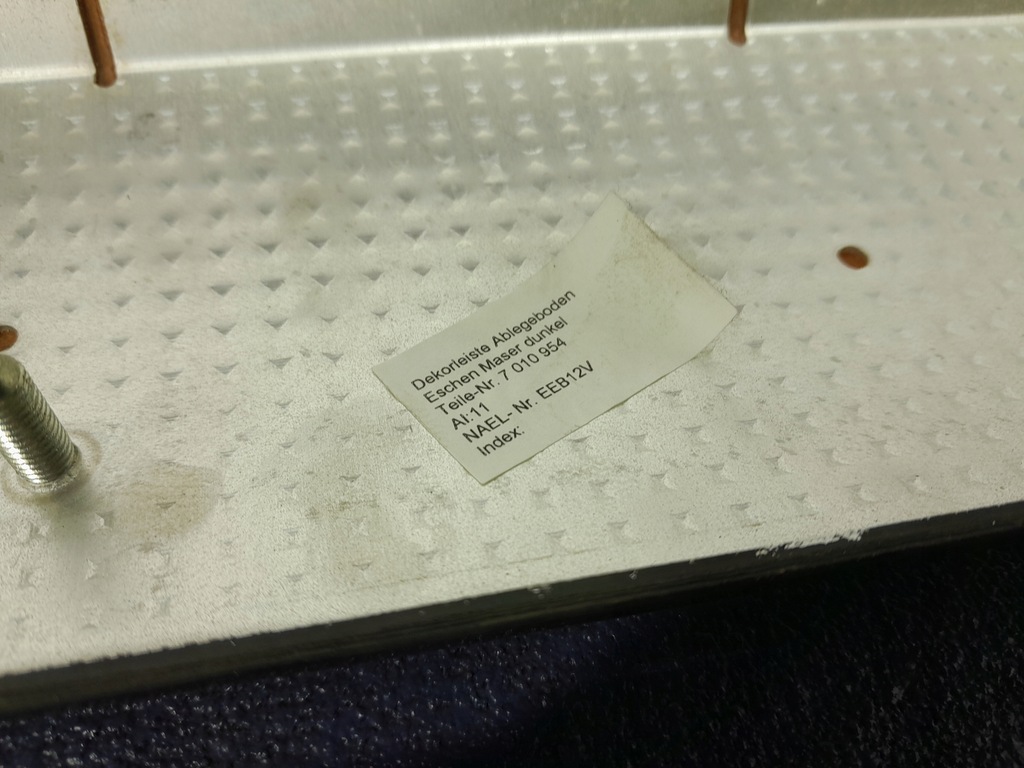 Dekorleiste Ablegeboden
Eschen Maser dunkel
Teile-Nr. 7 010 954
AI:11
NAEL- Nr. EEB12V
Index: